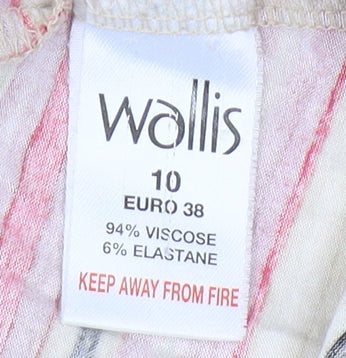 Wallis
10
EURO 38
94% VISCOSE
6% ELASTANE
KEEP AWAY FROM FIRE